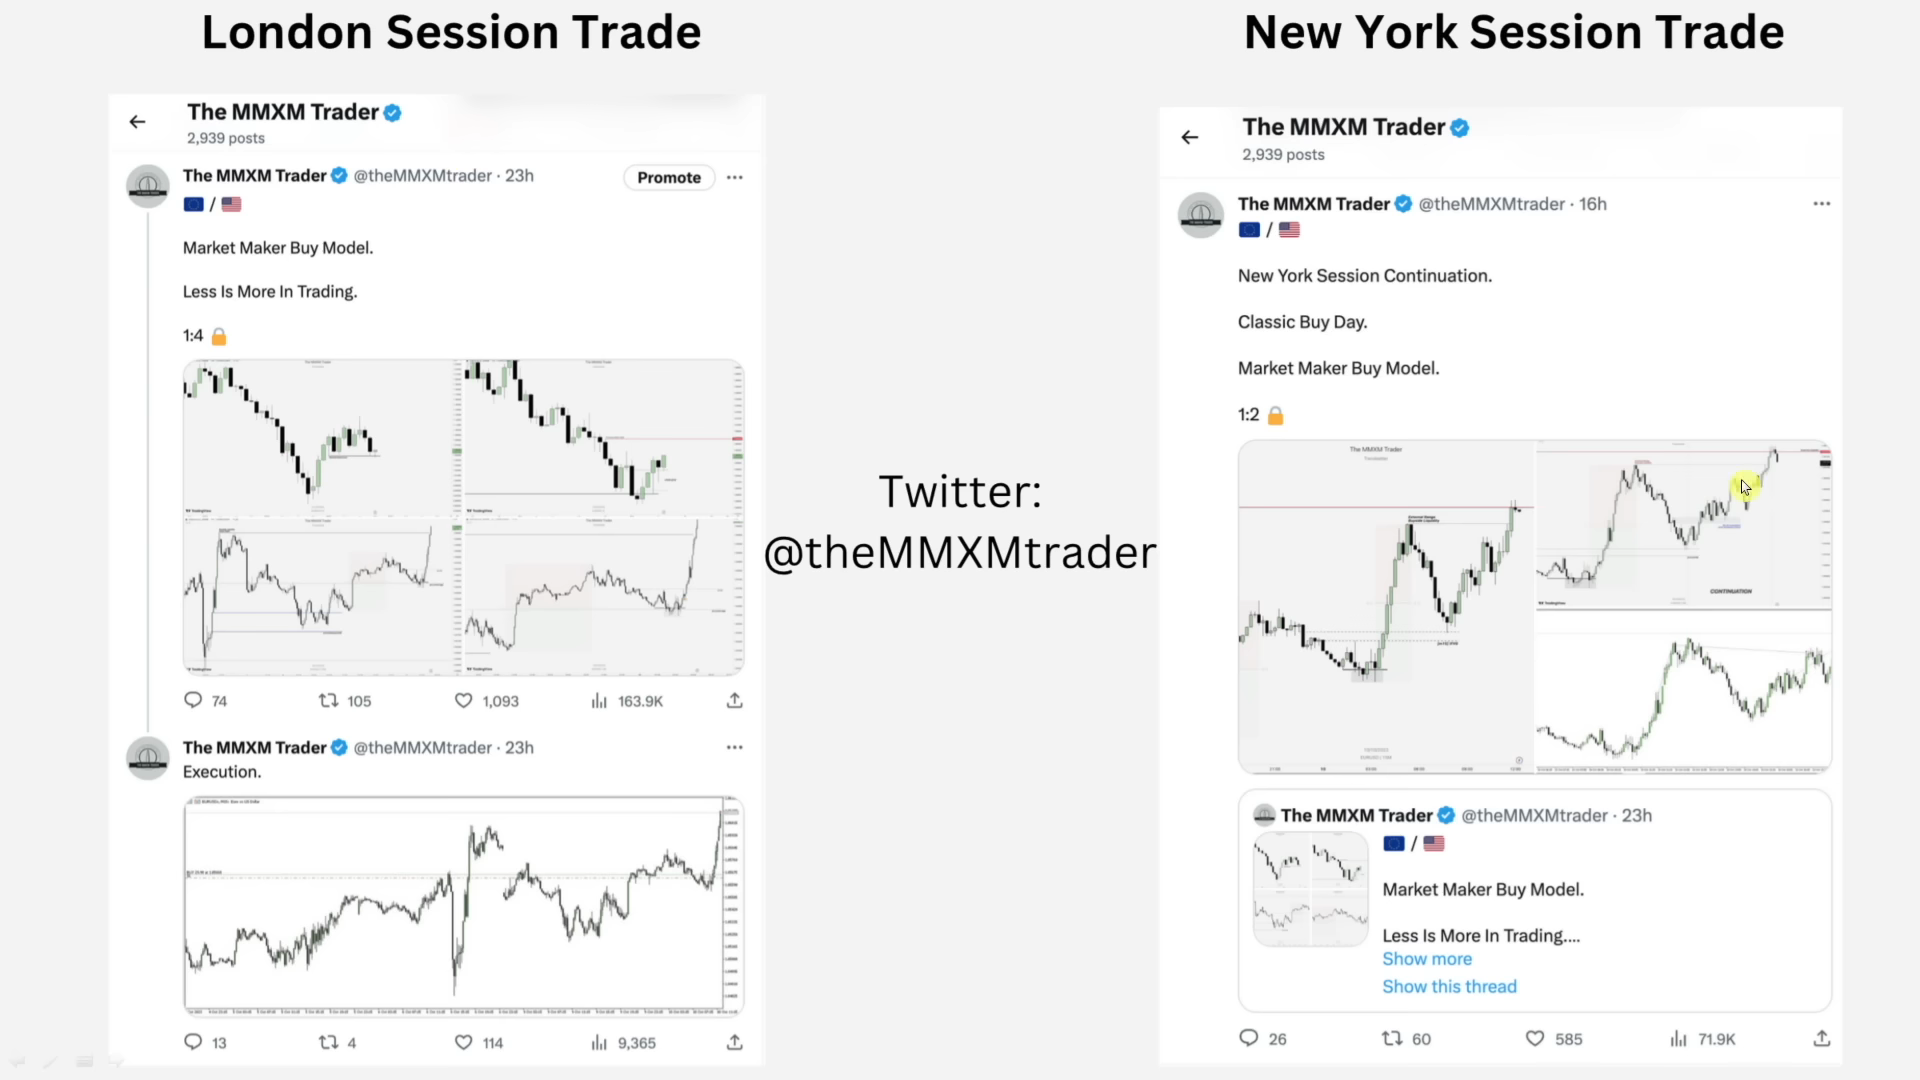 London Session Trade
The MMXM Trader
2,939 posts
The MMXM Trader @theMMXMtrader · 23h
Promote
🇪🇺 / 🇺🇸
Market Maker Buy Model.
Less Is More In Trading.
1:4 🔒
74
105
1,093
163.9K
The MMXM Trader @theMMXMtrader · 23h
Execution.
13
4
114
9,365
Twitter:
@theMMXMtrader
New York Session Trade
The MMXM Trader
2,939 posts
The MMXM Trader @theMMXMtrader · 16h
🇪🇺 / 🇺🇸
New York Session Continuation.
Classic Buy Day.
Market Maker Buy Model.
1:2 🔒
The MMXM Trader
CONTINUATION
The MMXM Trader @theMMXMtrader · 23h
🇪🇺 / 🇺🇸
Market Maker Buy Model.
Less Is More In Trading....
Show more
Show this thread
26
60
585
71.9K